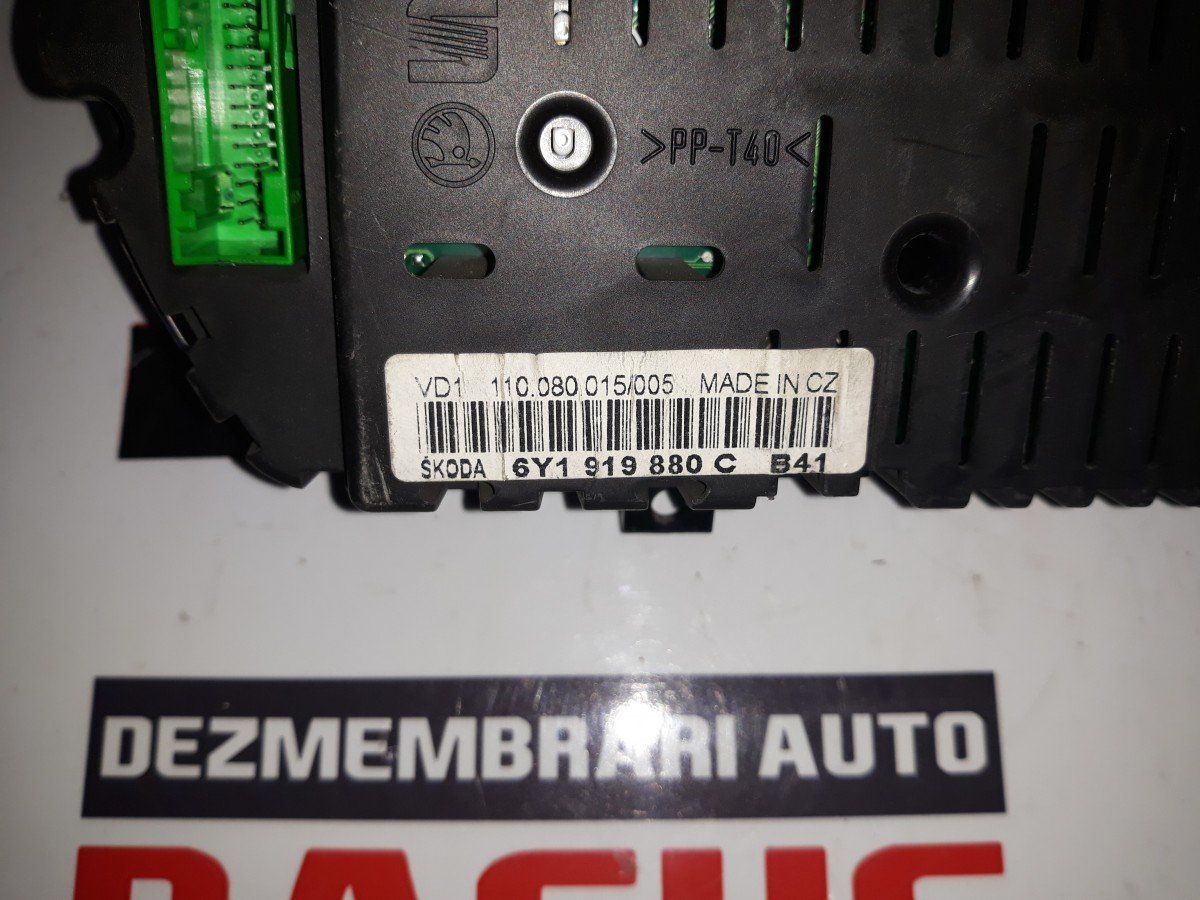 >PP-T40<
VD1 110.080.015/005 MADE IN CZ
ŠKODA 6Y1 919 880 C B41
DEZMEMBRARI AUTO